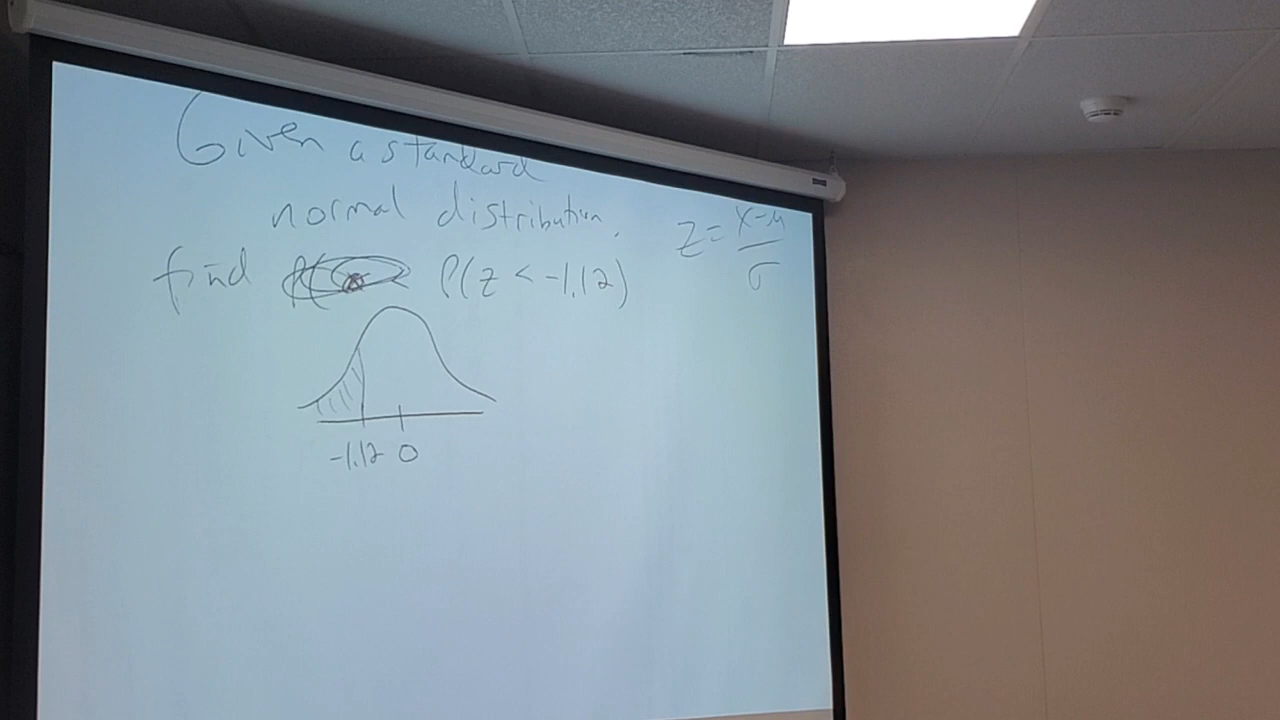 Given a standard
normal distribution,
find P(z < -1.12)
z = x-μ
σ
-1.12 0